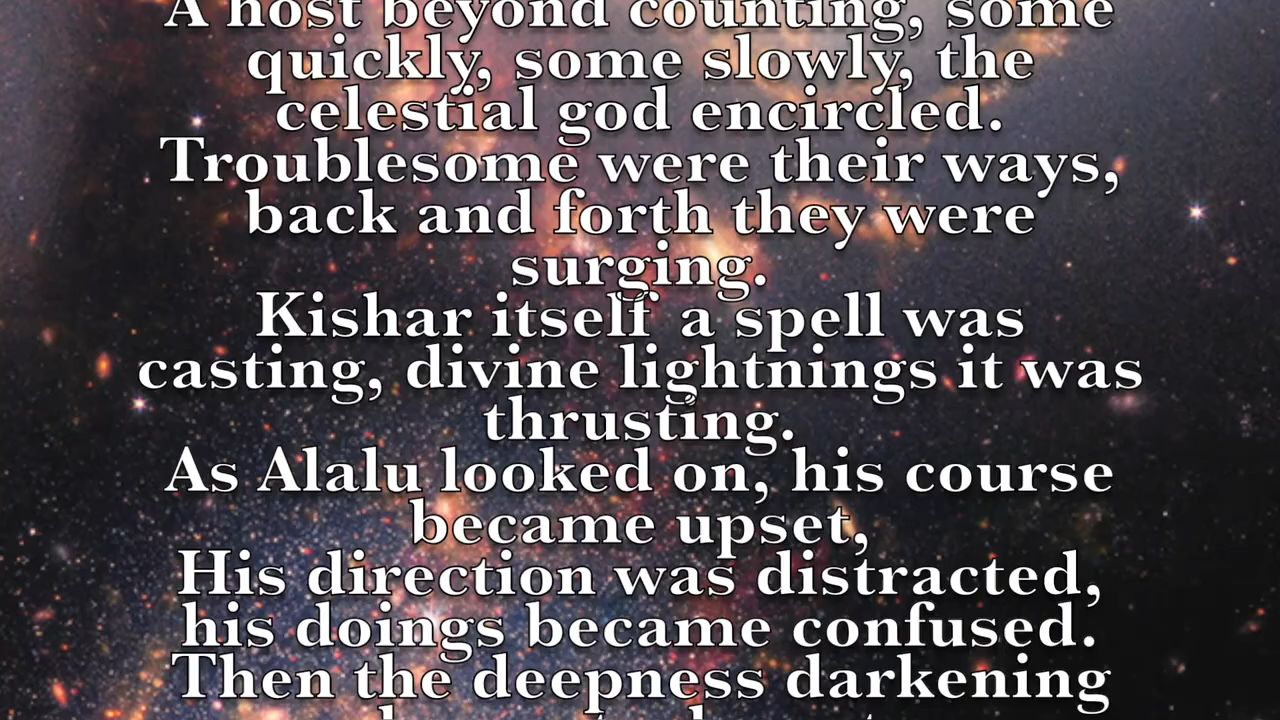 A host beyond counting, some
quickly, some slowly, the
celestial god encircled.
Troublesome were their ways,
back and forth they were
surging.
Kishar itself a spell was
casting, divine lightnings it was
thrusting.
As Alalu looked on, his course
became upset,
His direction was distracted,
his doings became confused.
Then the deepness darkening